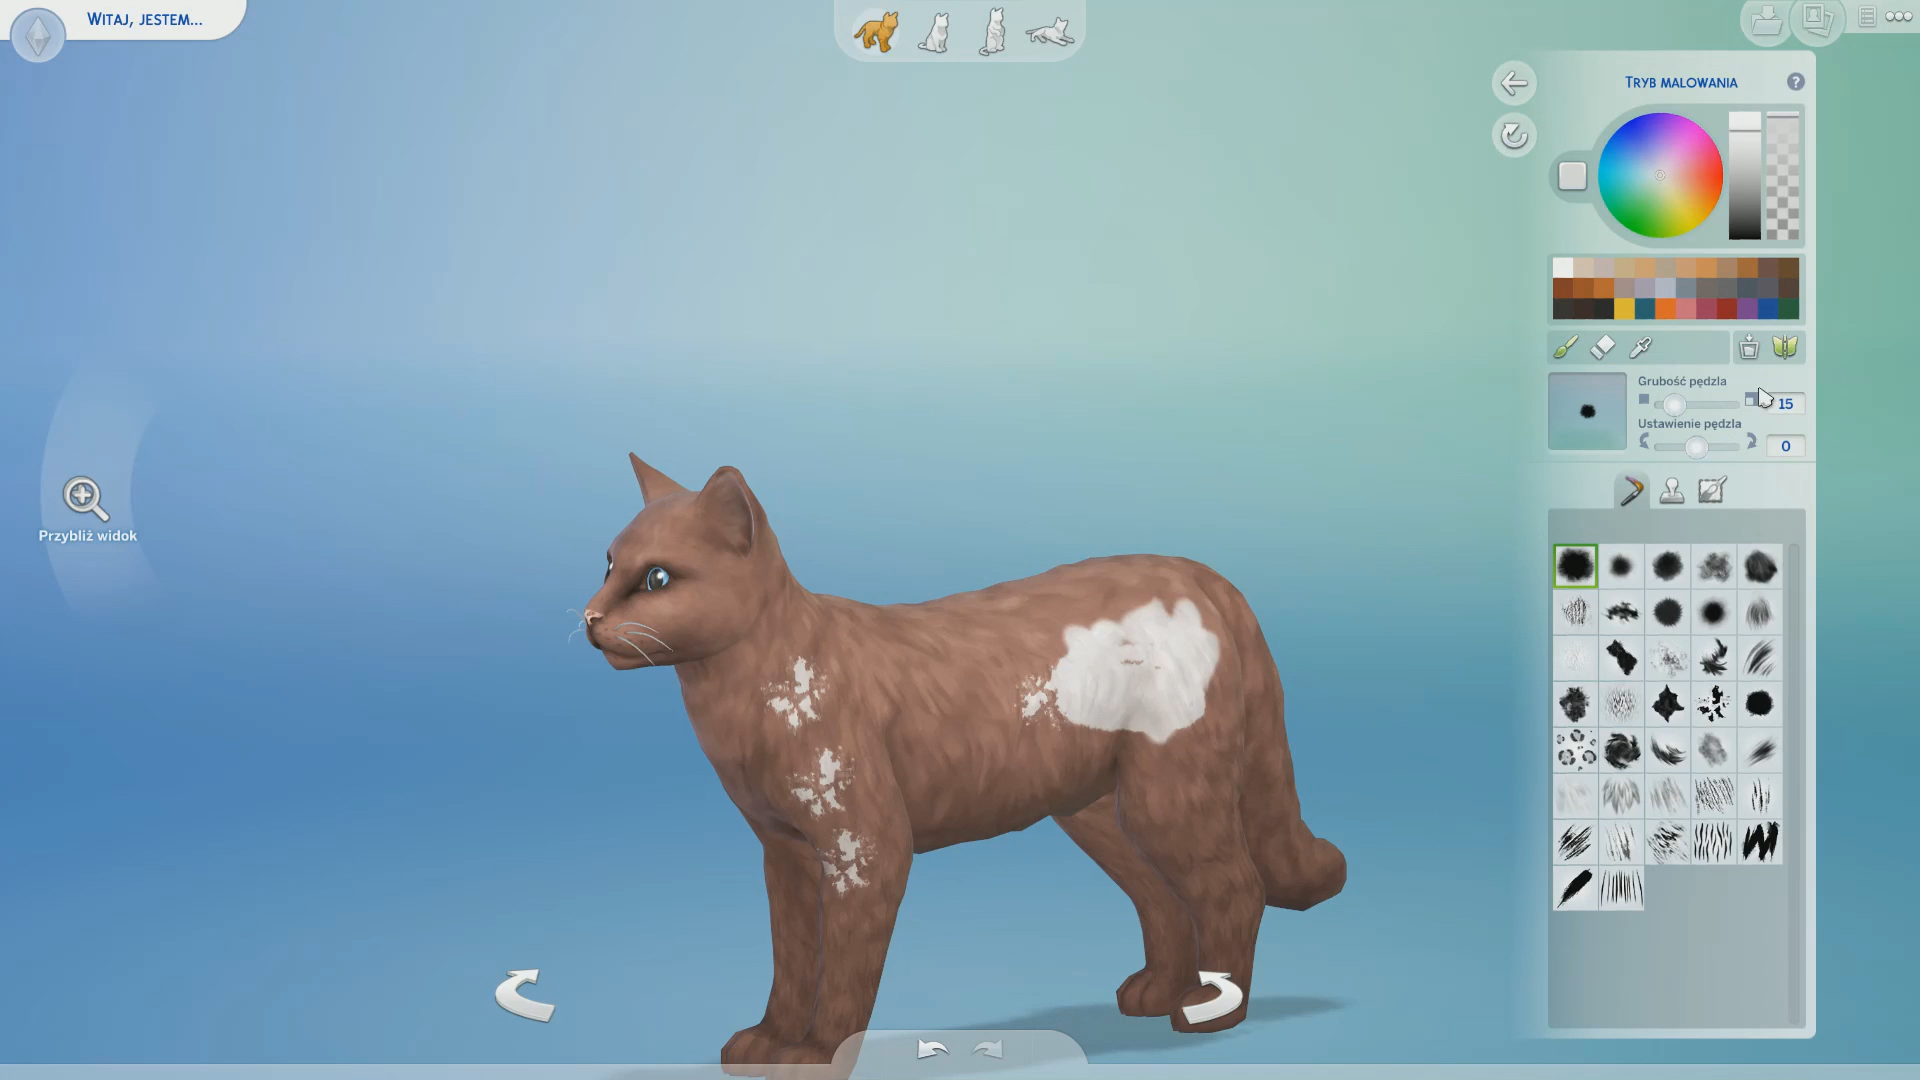 Witaj, jestem...
Tryb malowania
?
Grubość pędzla
15
Ustawienie pędzla
0
Przybliż widok